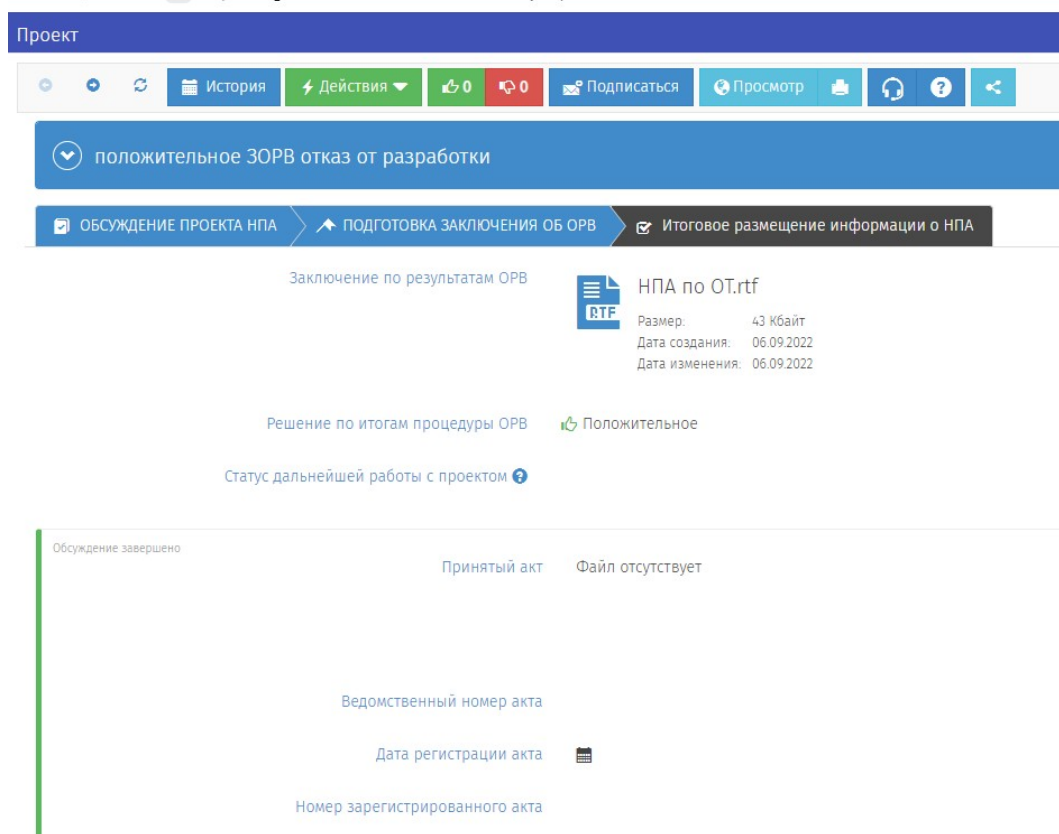 Проект
История
Действия
0
0
Подписаться
Просмотр
положительное ЗОРВ отказ от разработки
ОБСУЖДЕНИЕ ПРОЕКТА НПА
ПОДГОТОВКА ЗАКЛЮЧЕНИЯ ОБ ОРВ
Итоговое размещение информации о НПА
Заключение по результатам ОРВ
RTF
НПА по ОТ.rtf
Размер: 43 Кбайт
Дата создания: 06.09.2022
Дата изменения: 06.09.2022
Решение по итогам процедуры ОРВ Положительное
Статус дальнейшей работы с проектом ?
Обсуждение завершено
Принятый акт Файл отсутствует
Ведомственный номер акта
Дата регистрации акта
Номер зарегистрированного акта